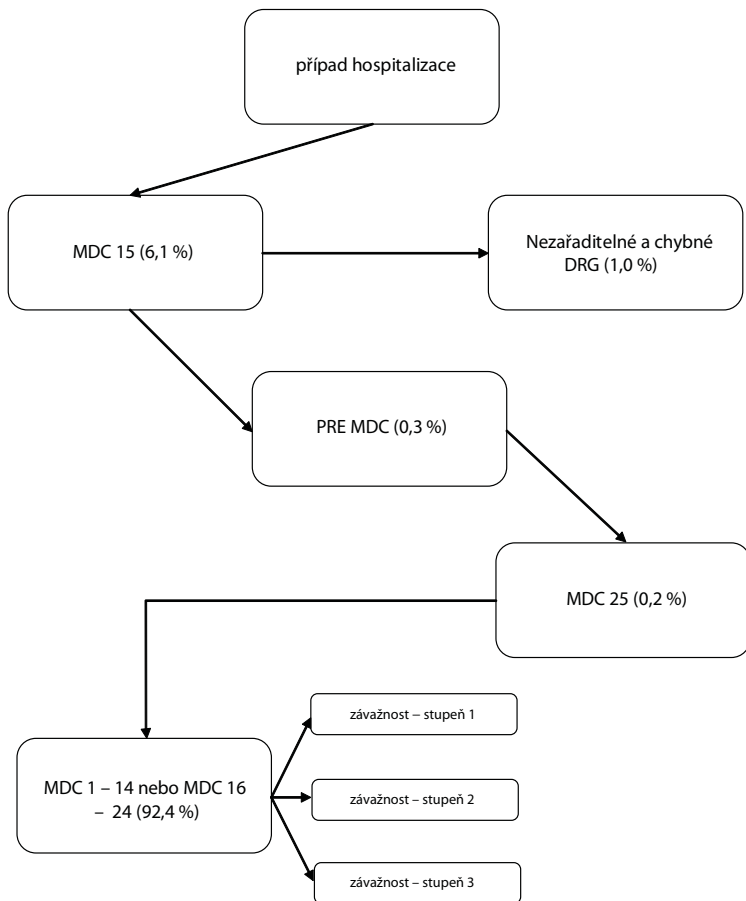 případ hospitalizace
MDC 15 (6,1 %)
Nezařaditelné a chybné
DRG (1,0 %)
PRE MDC (0,3 %)
MDC 25 (0,2 %)
závažnost – stupeň 1
MDC 1 – 14 nebo MDC 16
– 24 (92,4 %)
závažnost – stupeň 2
závažnost – stupeň 3